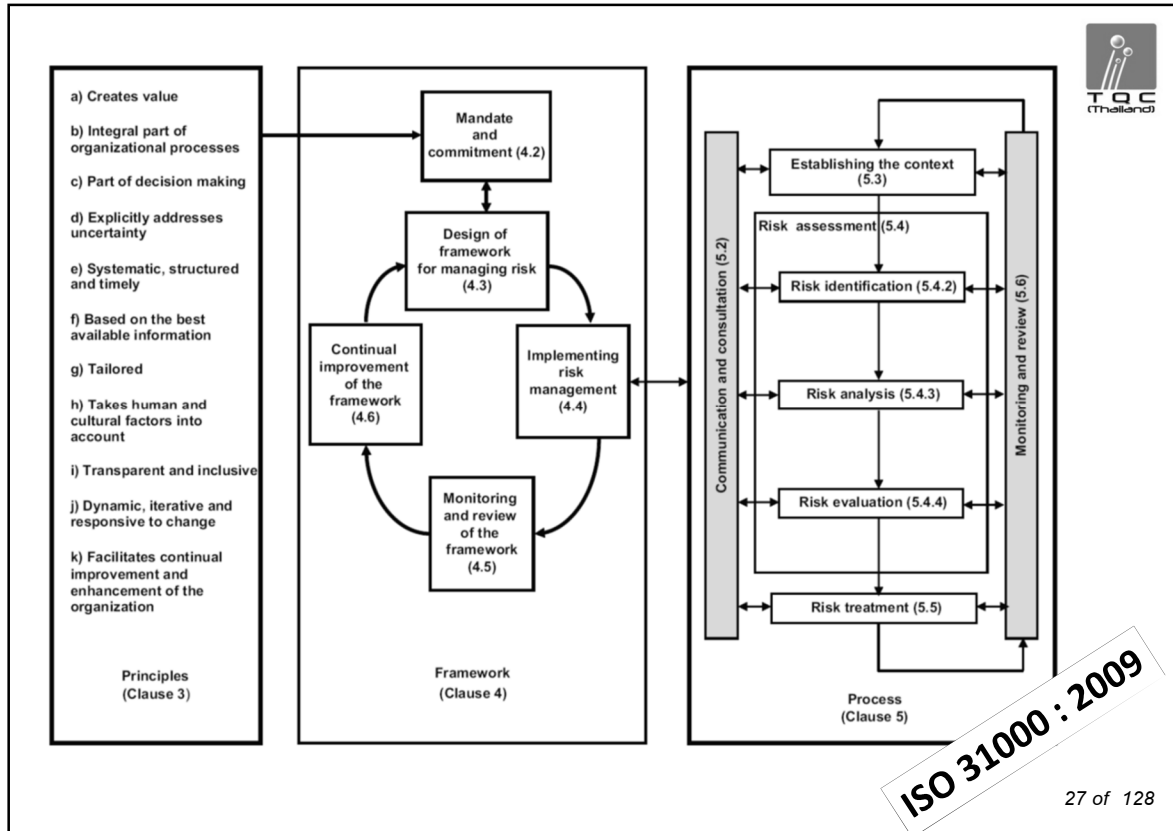 a) Creates value
b) Integral part of
organizational processes
c) Part of decision making
d) Explicitly addresses
uncertainty
e) Systematic, structured
and timely
f) Based on the best
available information
g) Tailored
h) Takes human and
cultural factors into
account
i) Transparent and inclusive
j) Dynamic, iterative and
responsive to change
k) Facilitates continual
improvement and
enhancement of the
organization
Principles
(Clause 3)
Mandate
and
commitment (4.2)
Design of
framework
for managing risk
(4.3)
Continual
improvement
of the
framework
(4.6)
Implementing
risk
management
(4.4)
Monitoring
and review
of the
framework
(4.5)
Framework
(Clause 4)
Communication and consultation (5.2)
Establishing the context
(5.3)
Risk assessment (5.4)
Risk identification (5.4.2)
Risk analysis (5.4.3)
Risk evaluation (5.4.4)
Risk treatment (5.5)
Monitoring and review (5.6)
Process
(Clause 5)
T Q C
(Thailand)
ISO 31000 : 2009
27 of 128